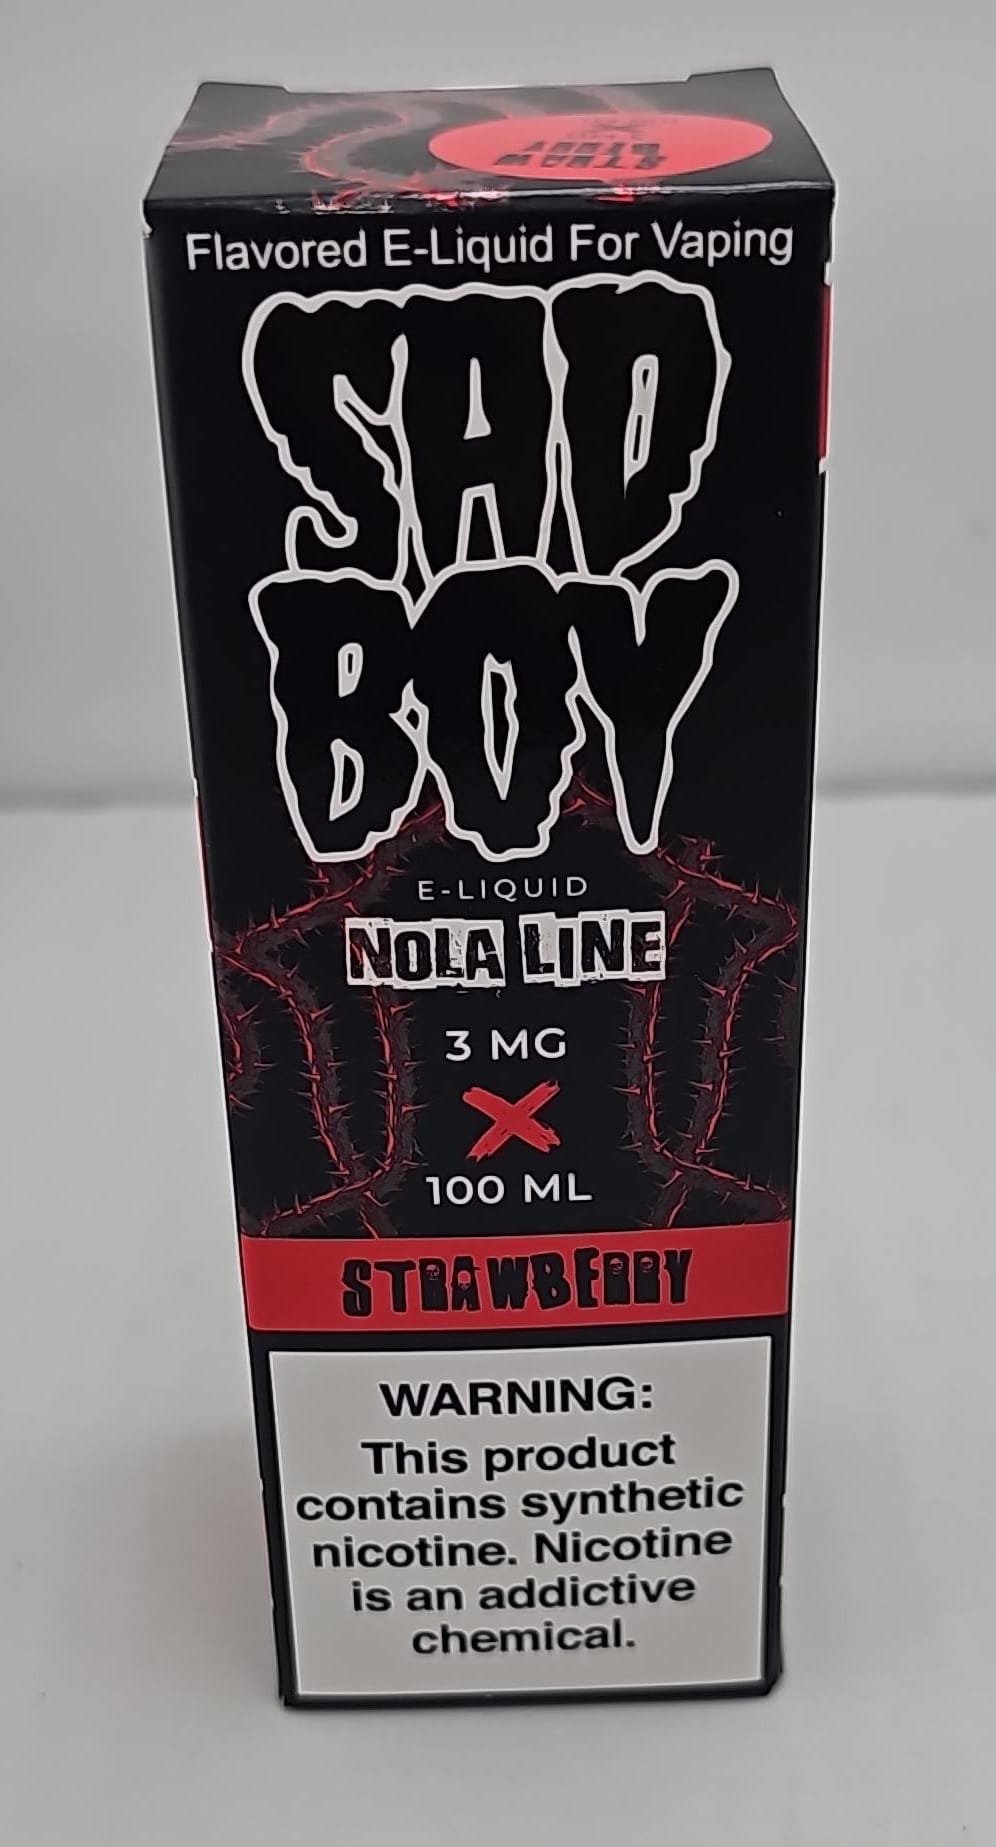 STRAW
Flavored E-Liquid For Vaping
SAD
BOY
E-LIQUID
NOLA LINE
3 MG
X
100 ML
STRAWBERRY
WARNING:
This product
contains synthetic
nicotine. Nicotine
is an addictive
chemical.